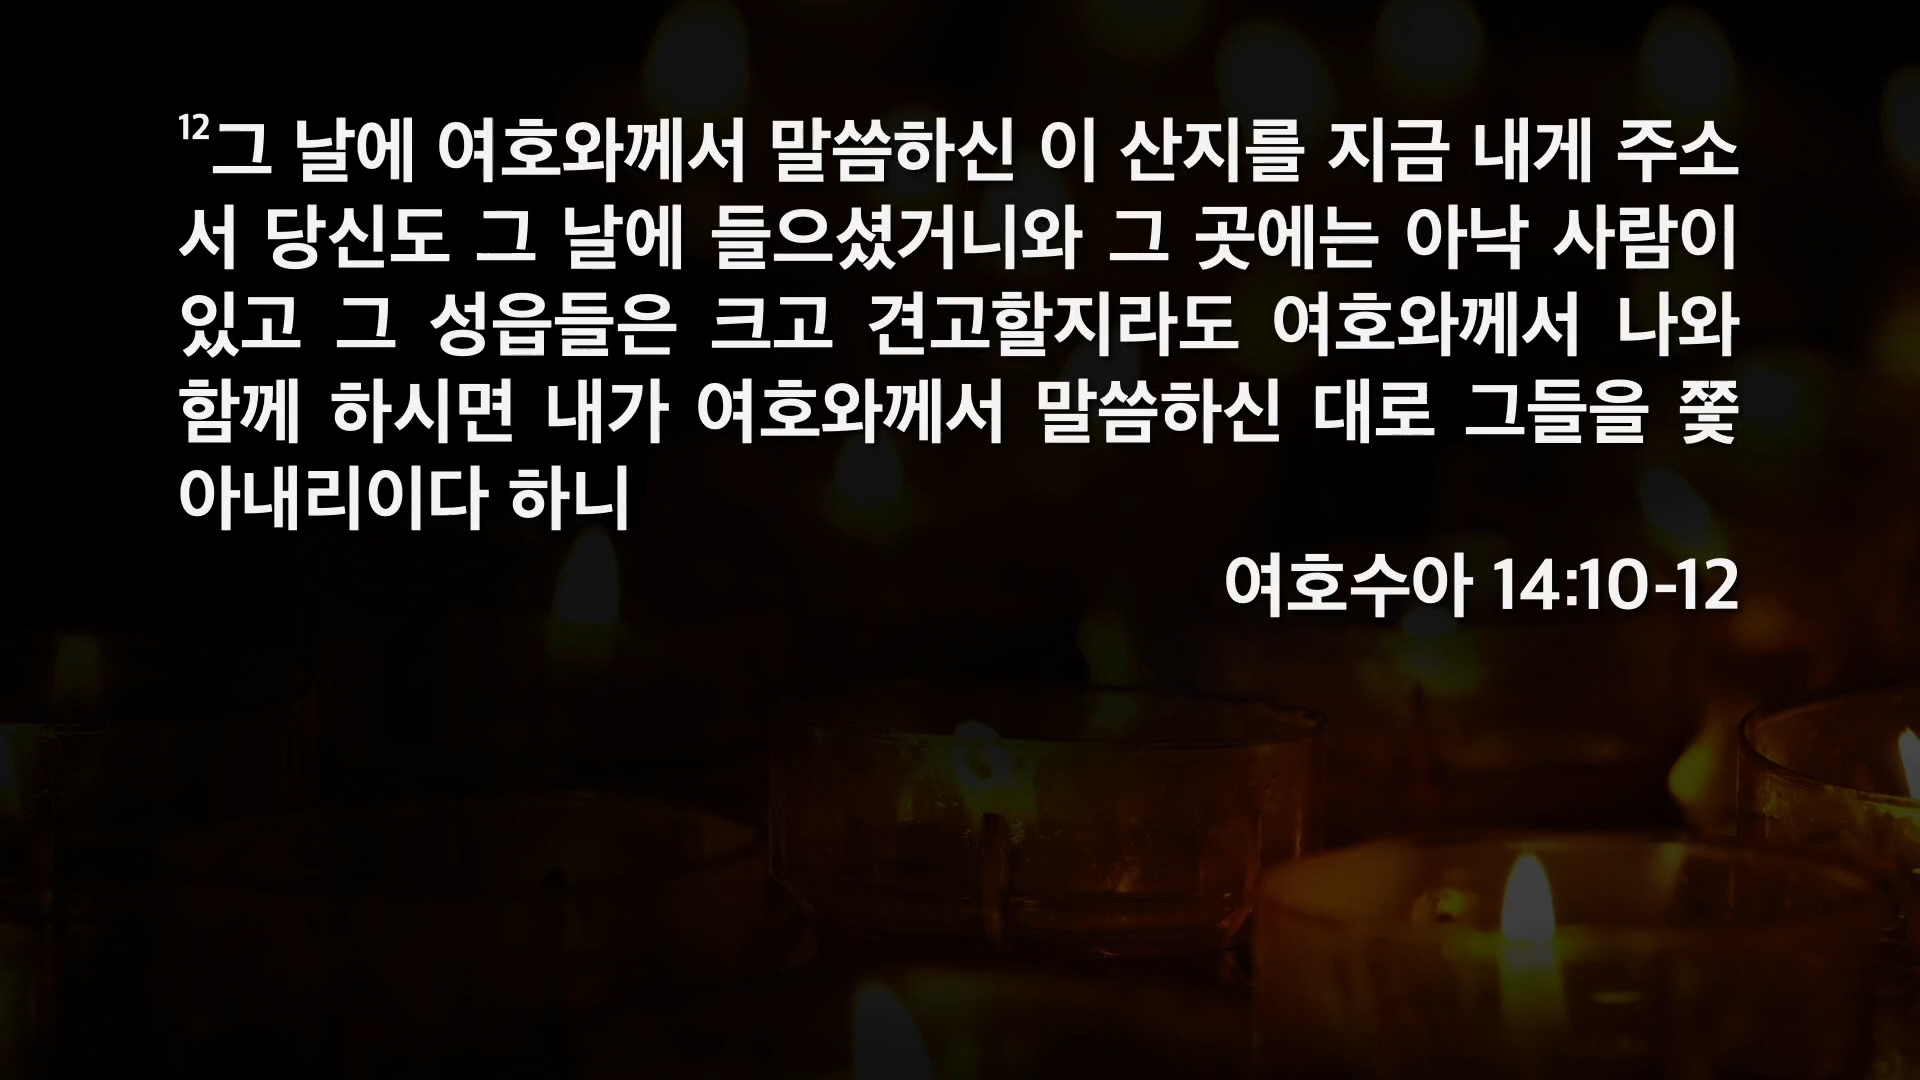 12그 날에 여호와께서 말씀하신 이 산지를 지금 내게 주소
서 당신도 그 날에 들으셨거니와 그 곳에는 아낙 사람이
있고 그 성읍들은 크고 견고할지라도 여호와께서 나와
함께 하시면 내가 여호와께서 말씀하신 대로 그들을 쫓
아내리이다 하니
여호수아 14:10-12